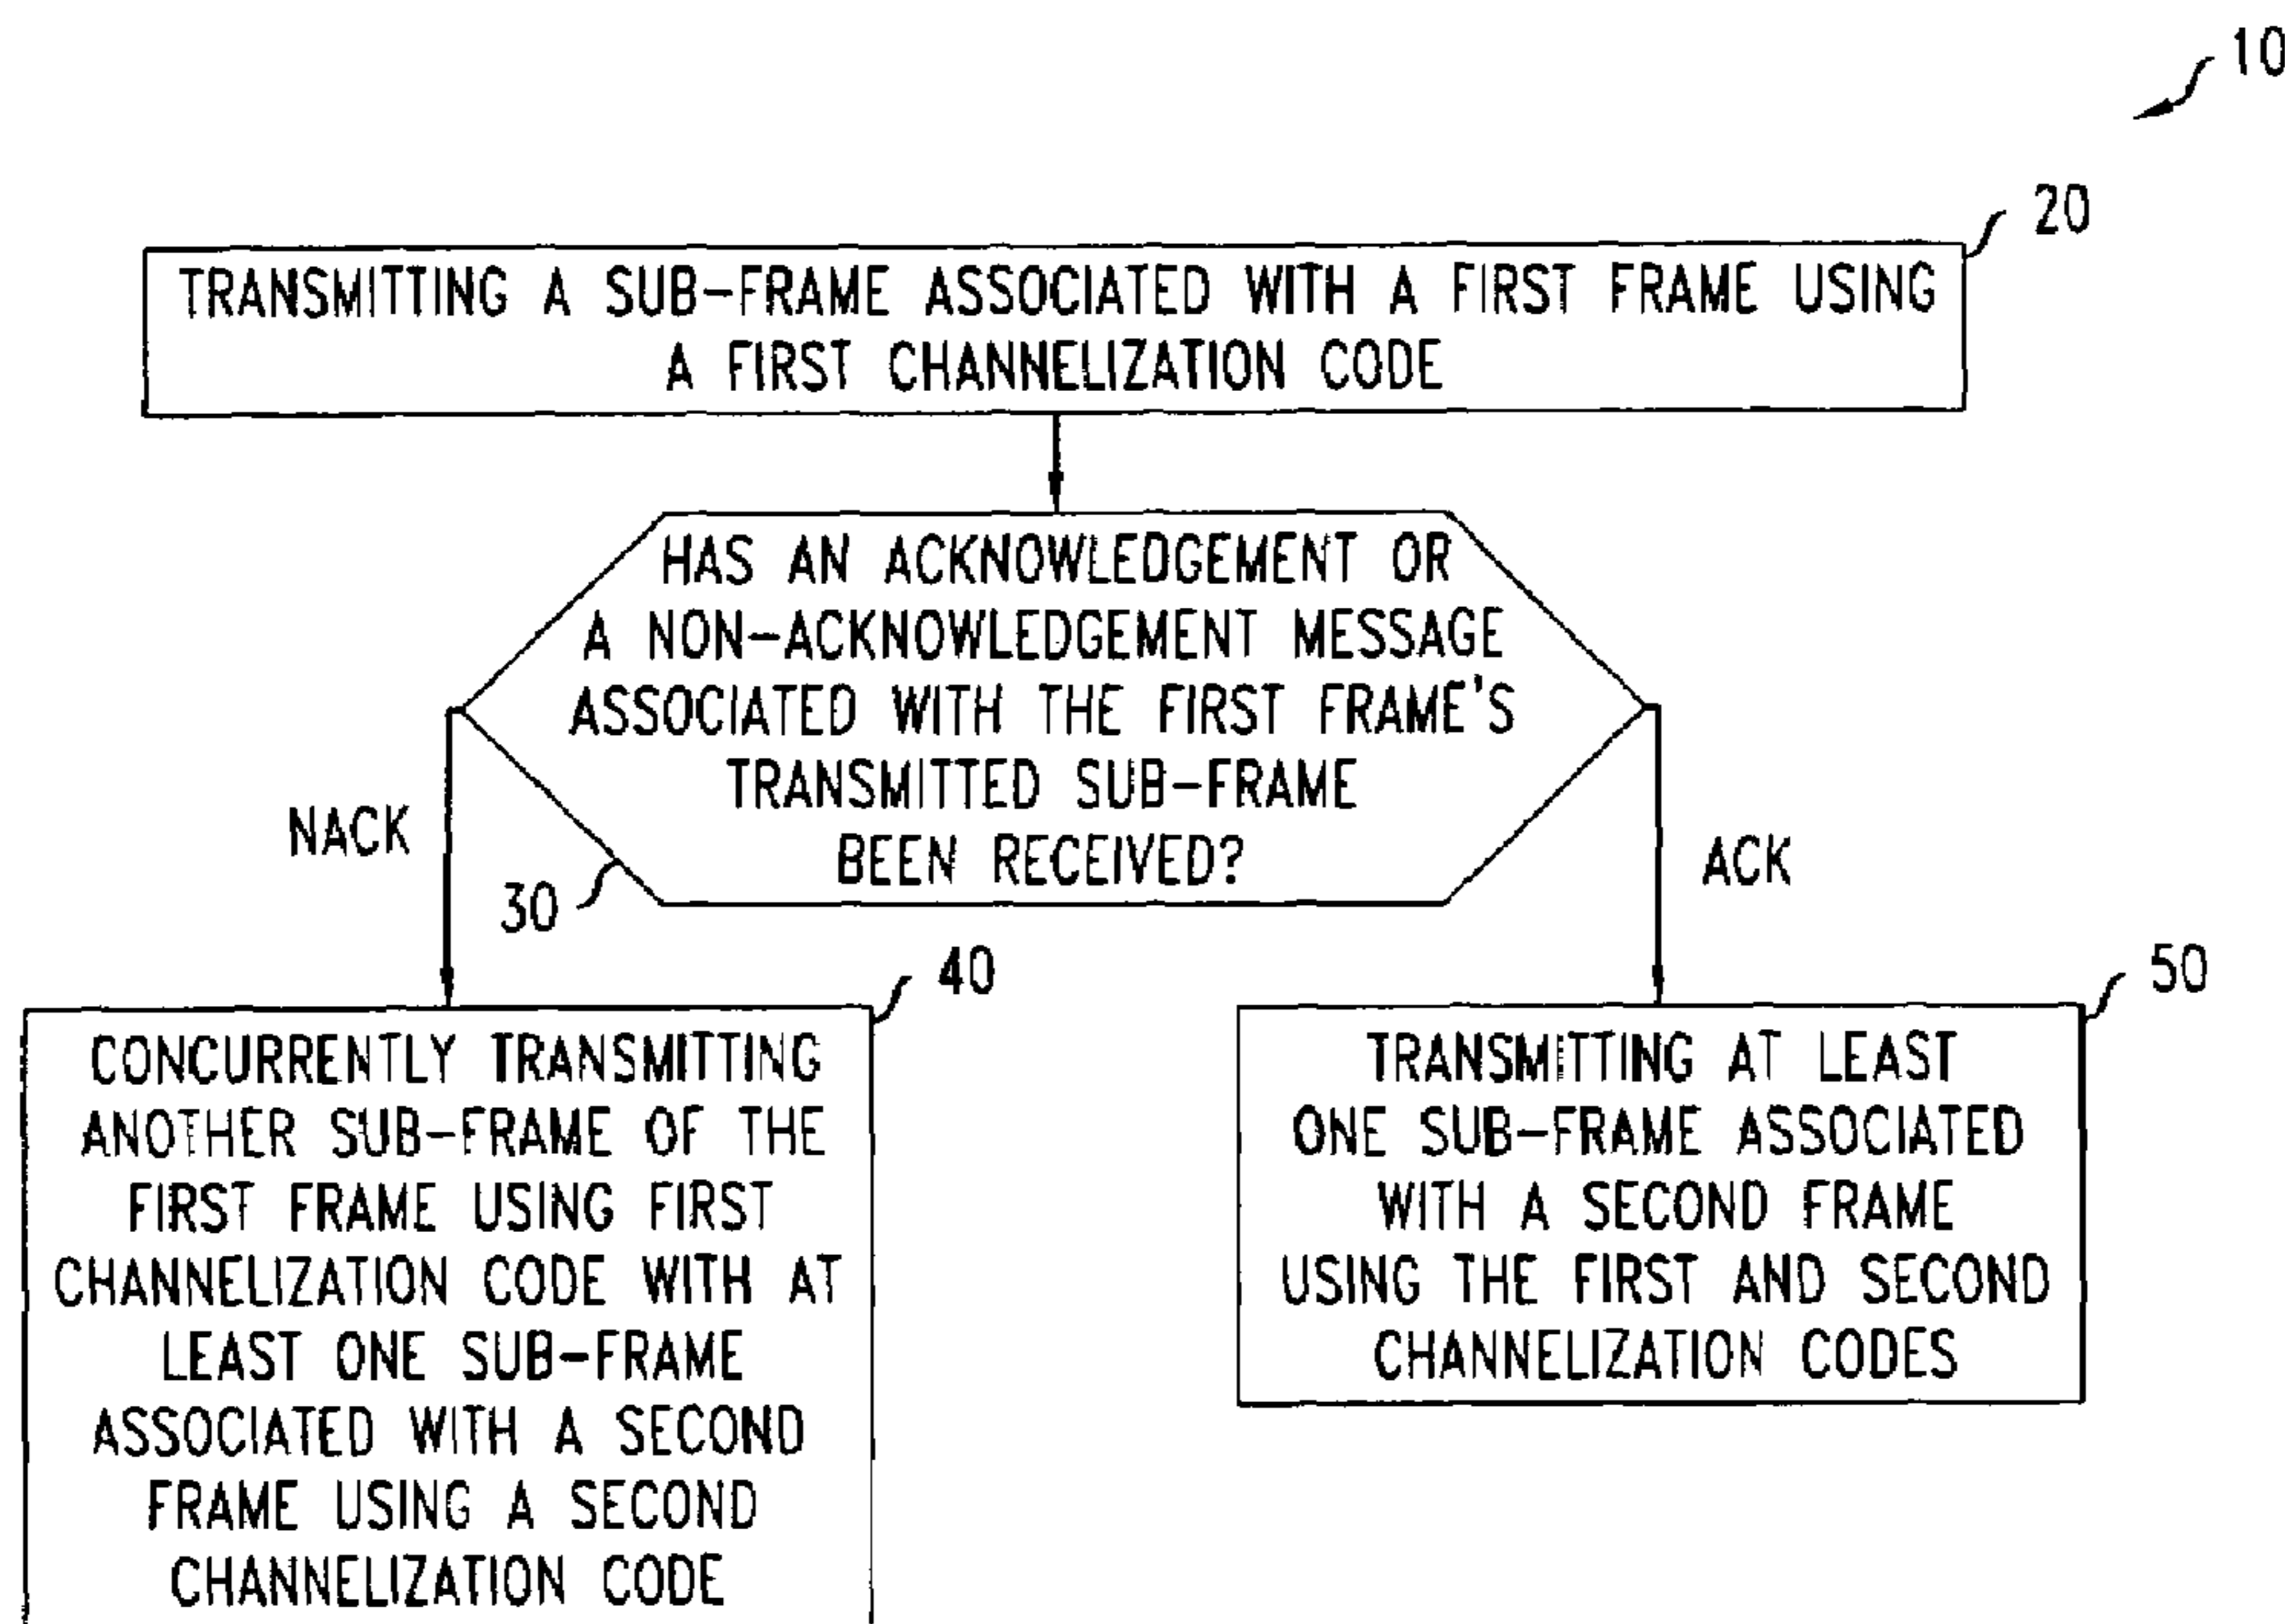 10
20
TRANSMITTING A SUB-FRAME ASSOCIATED WITH A FIRST FRAME USING
A FIRST CHANNELIZATION CODE
HAS AN ACKNOWLEDGEMENT OR
A NON-ACKNOWLEDGEMENT MESSAGE
ASSOCIATED WITH THE FIRST FRAME'S
TRANSMITTED SUB-FRAME
BEEN RECEIVED?
30
NACK
ACK
40
CONCURRENTLY TRANSMITTING
ANOTHER SUB-FRAME OF THE
FIRST FRAME USING FIRST
CHANNELIZATION CODE WITH AT
LEAST ONE SUB-FRAME
ASSOCIATED WITH A SECOND
FRAME USING A SECOND
CHANNELIZATION CODE
50
TRANSMITTING AT LEAST
ONE SUB-FRAME ASSOCIATED
WITH A SECOND FRAME
USING THE FIRST AND SECOND
CHANNELIZATION CODES